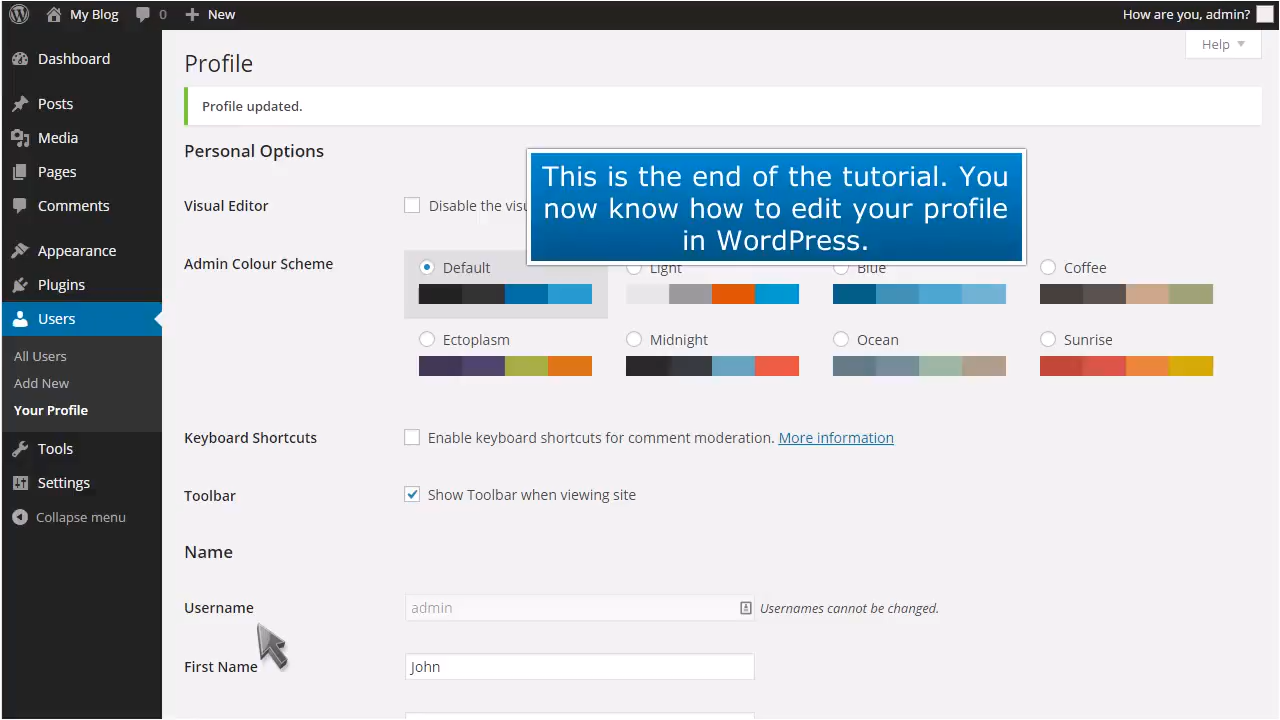 My Blog 0 New How are you, admin?
Help
Dashboard
Posts
Media
Pages
Comments
Appearance
Plugins
Users
All Users
Add New
Your Profile
Tools
Settings
Collapse menu
Profile
Profile updated.
Personal Options
This is the end of the tutorial. You
now know how to edit your profile
in WordPress.
Visual Editor Disable the
Admin Colour Scheme
Default Light Blue Coffee
Ectoplasm Midnight Ocean Sunrise
Keyboard Shortcuts Enable keyboard shortcuts for comment moderation. More information
Toolbar Show Toolbar when viewing site
Name
Username admin Usernames cannot be changed.
First Name John